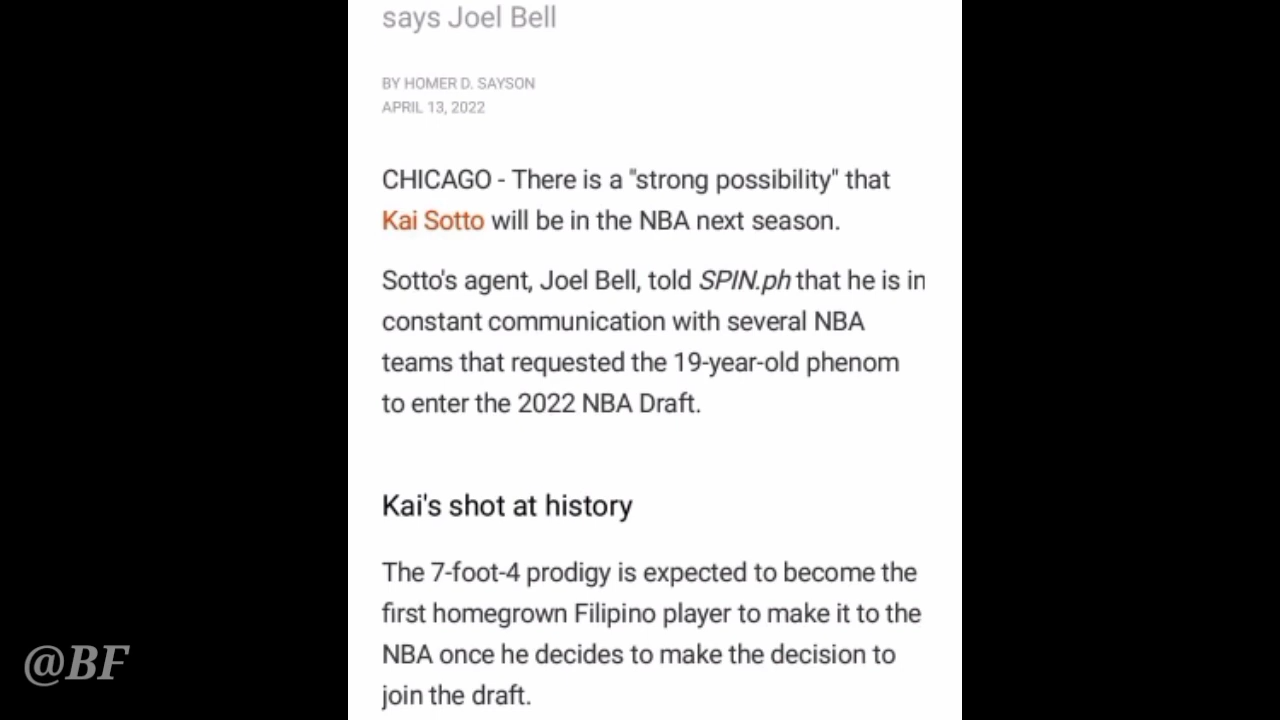 says Joel Bell
BY HOMER D. SAYSON
APRIL 13, 2022
CHICAGO - There is a "strong possibility" that
Kai Sotto will be in the NBA next season.
Sotto's agent, Joel Bell, told SPIN.ph that he is in
constant communication with several NBA
teams that requested the 19-year-old phenom
to enter the 2022 NBA Draft.
Kai's shot at history
The 7-foot-4 prodigy is expected to become the
first homegrown Filipino player to make it to the
NBA once he decides to make the decision to
join the draft.
@BF